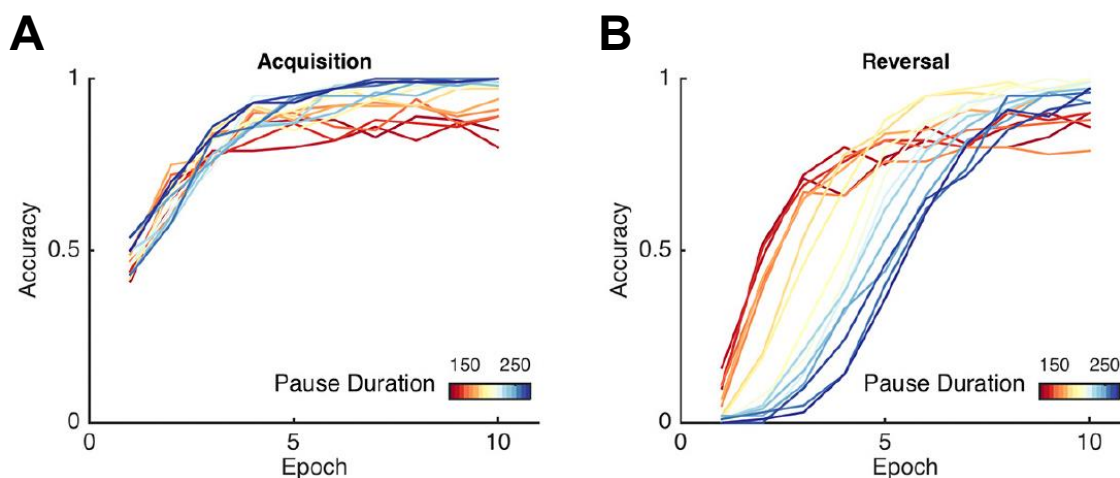 A
Acquisition
1
0.5
0
Accuracy
0
5
10
Epoch
150 250
Pause Duration
B
Reversal
1
0.5
0
Accuracy
0
5
10
Epoch
150 250
Pause Duration